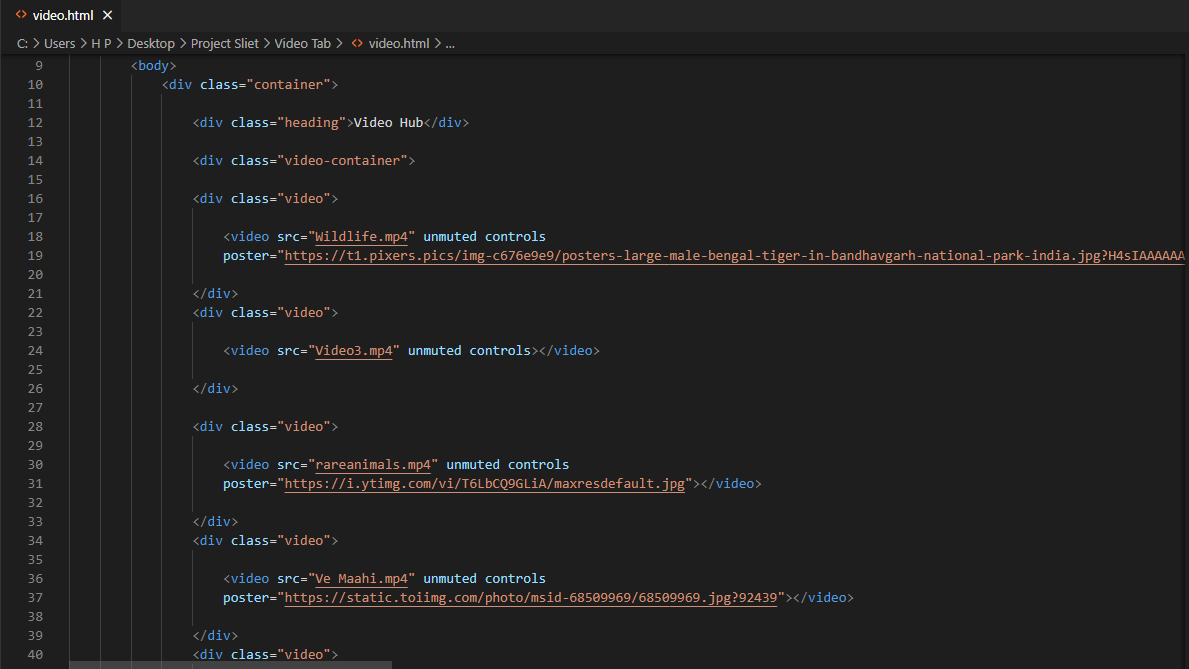 <> video.html ×
C: > Users > H P > Desktop > Project Sliet > Video Tab > <> video.html > ...
9 <body>
10 <div class="container">
11
12 <div class="heading">Video Hub</div>
13
14 <div class="video-container">
15
16 <div class="video">
17
18 <video src="Wildlife.mp4" unmuted controls
19 poster="https://t1.pixers.pics/img-c676e9e9/posters-large-male-bengal-tiger-in-bandhavgarh-national-park-india.jpg?H4sIAAAAAA
20
21 </div>
22 <div class="video">
23
24 <video src="Video3.mp4" unmuted controls></video>
25
26 </div>
27
28 <div class="video">
29
30 <video src="rareanimals.mp4" unmuted controls
31 poster="https://i.ytimg.com/vi/T6LbCQ9GLiA/maxresdefault.jpg"></video>
32
33 </div>
34 <div class="video">
35
36 <video src="Ve Maahi.mp4" unmuted controls
37 poster="https://static.toiimg.com/photo/msid-68509969/68509969.jpg?92439"></video>
38
39 </div>
40 <div class="video">